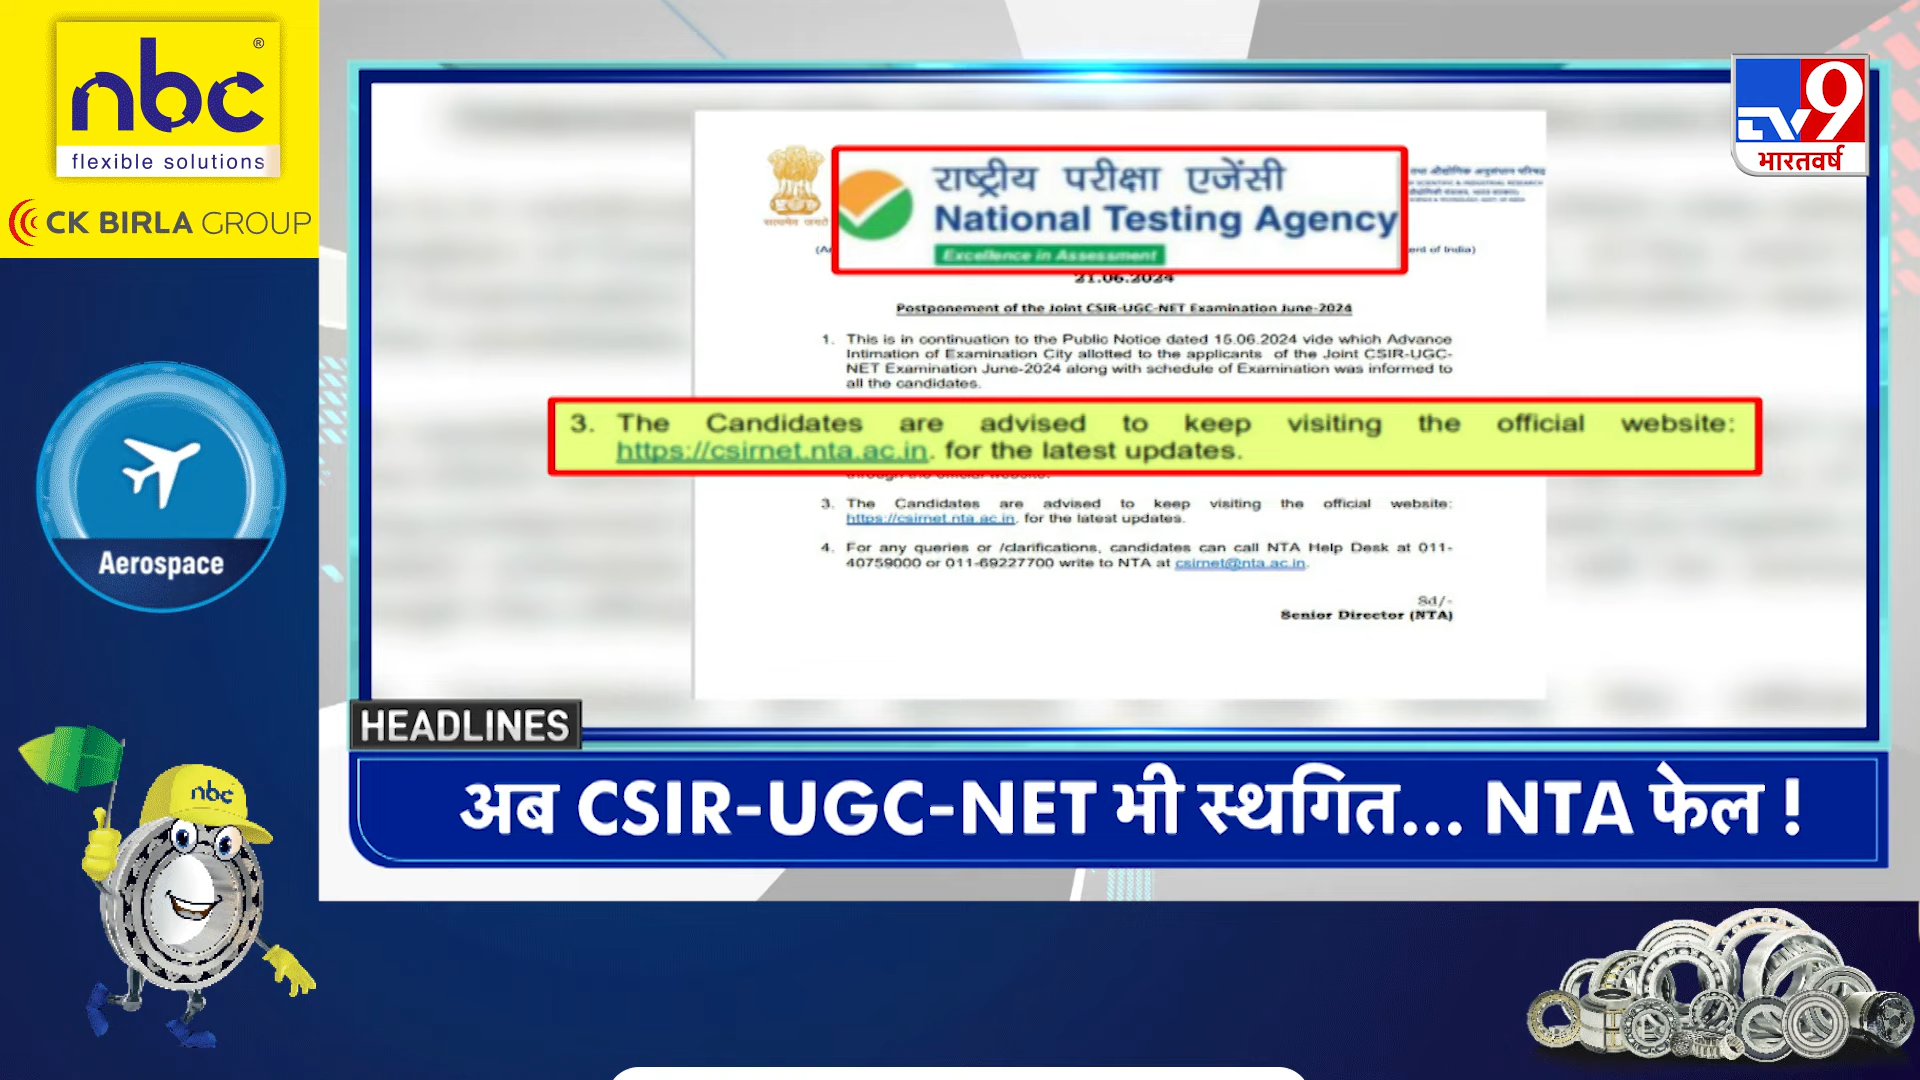 nbc
®
flexible solutions
CK BIRLA GROUP
TV9
भारतवर्ष
राष्ट्रीय परीक्षा एजेंसी
National Testing Agency
Excellence in Assessment
सत्यमेव जयते
21.06.2024
Postponement of the Joint CSIR-UGC-NET Examination June-2024
1. This is in continuation to the Public Notice dated 15.06.2024 vide which Advance
Intimation of Examination City allotted to the applicants of the Joint CSIR-UGC-
NET Examination June-2024 along with schedule of Examination was informed to
all the candidates.
3. The Candidates are advised to keep visiting the official website:
https://csirnet.nta.ac.in. for the latest updates.
3. The Candidates are advised to keep visiting the official website:
https://csirnet.nta.ac.in. for the latest updates.
4. For any queries or /clarifications, candidates can call NTA Help Desk at 011-
40759000 or 011-69227700 write to NTA at csirnet@nta.ac.in.
Sd/-
Senior Director (NTA)
Aerospace
HEADLINES
अब CSIR-UGC-NET भी स्थगित... NTA फेल !
nbc